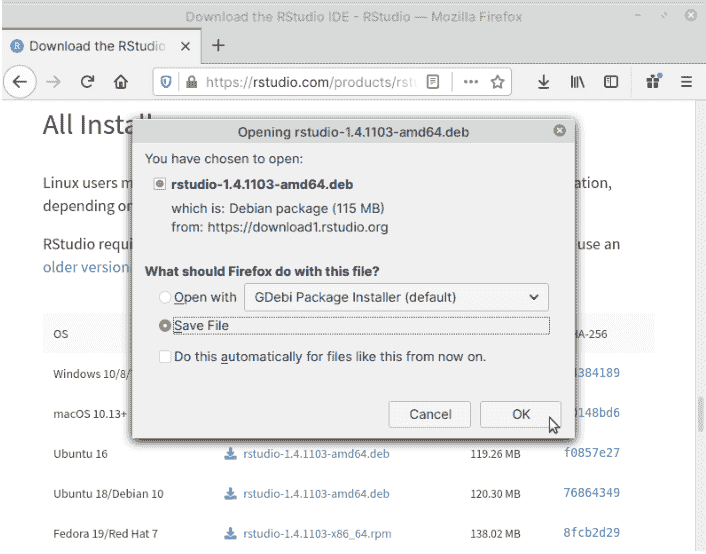 Download the RStudio IDE - RStudio — Mozilla Firefox
Download the RStudio
https://rstudio.com/products/rstu
All Install
Opening rstudio-1.4.1103-amd64.deb
You have chosen to open:
rstudio-1.4.1103-amd64.deb
which is: Debian package (115 MB)
from: https://download1.rstudio.org
What should Firefox do with this file?
Open with GDebi Package Installer (default)
Save File
Do this automatically for files like this from now on.
Cancel OK
Linux users m ation,
depending or
RStudio requi use an
older version
OS HA-256
Windows 10/8/ 384189
macOS 10.13+ 0148bd6
Ubuntu 16 rstudio-1.4.1103-amd64.deb 119.26 MB f0857e27
Ubuntu 18/Debian 10 rstudio-1.4.1103-amd64.deb 120.30 MB 76864349
Fedora 19/Red Hat 7 rstudio-1.4.1103-x86_64.rpm 138.02 MB 8fcb2d29